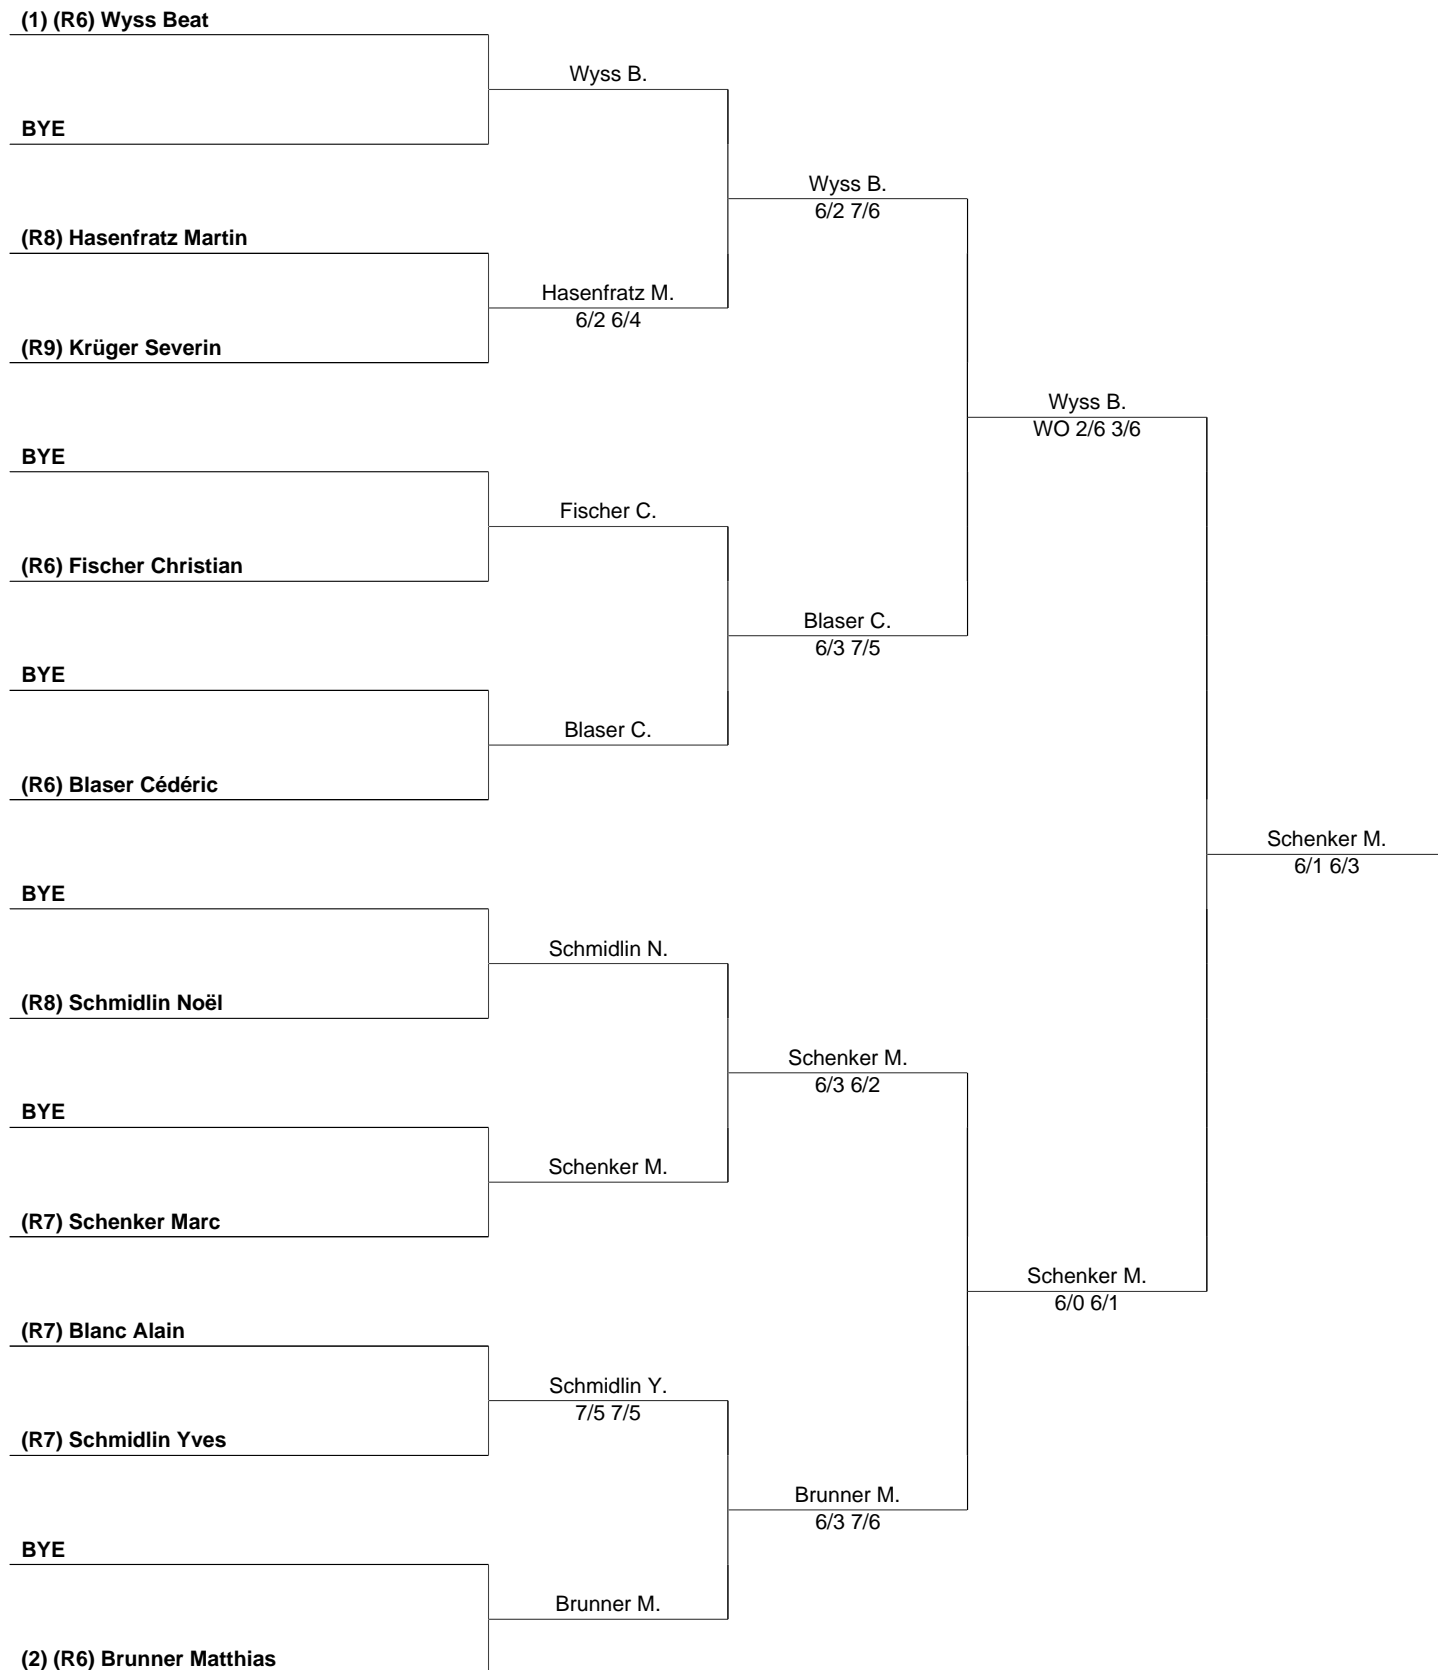 (1) (R6) Wyss Beat
Wyss B.
BYE
Wyss B.
6/2 7/6
(R8) Hasenfratz Martin
Hasenfratz M.
6/2 6/4
(R9) Krüger Severin
Wyss B.
WO 2/6 3/6
BYE
Fischer C.
(R6) Fischer Christian
Blaser C.
6/3 7/5
BYE
Blaser C.
(R6) Blaser Cédéric
Schenker M.
6/1 6/3
BYE
Schmidlin N.
(R8) Schmidlin Noël
Schenker M.
6/3 6/2
BYE
Schenker M.
(R7) Schenker Marc
Schenker M.
6/0 6/1
(R7) Blanc Alain
Schmidlin Y.
7/5 7/5
(R7) Schmidlin Yves
Brunner M.
6/3 7/6
BYE
Brunner M.
(2) (R6) Brunner Matthias